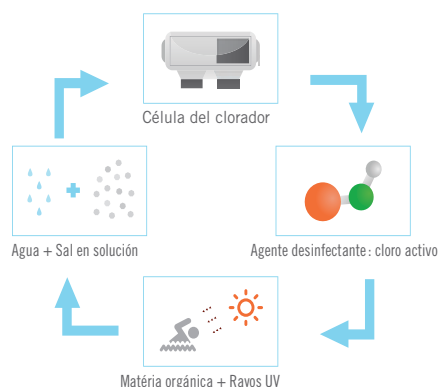 Célula del clorador
Agua + Sal en solución
Agente desinfectante: cloro activo
Matéria orgánica + Rayos UV